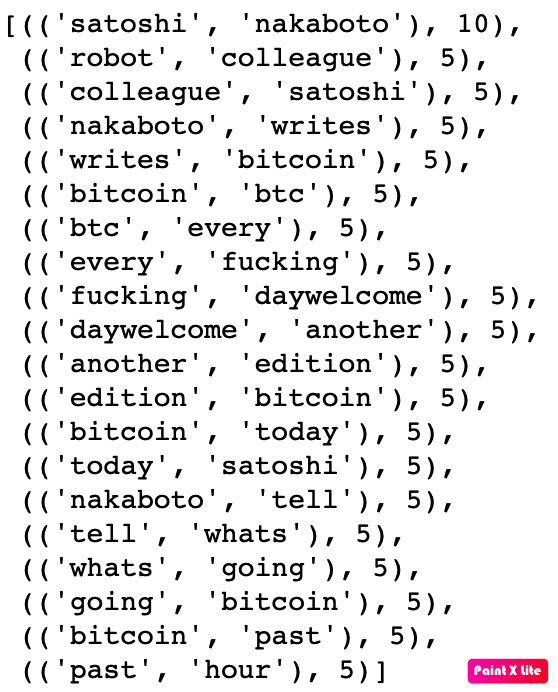 [(('satoshi', 'nakaboto'), 10),
(('robot', 'colleague'), 5),
(('colleague', 'satoshi'), 5),
(('nakaboto', 'writes'), 5),
(('writes', 'bitcoin'), 5),
(('bitcoin', 'btc'), 5),
(('btc', 'every'), 5),
(('every', 'fucking'), 5),
(('fucking', 'daywelcome'), 5),
(('daywelcome', 'another'), 5),
(('another', 'edition'), 5),
(('edition', 'bitcoin'), 5),
(('bitcoin', 'today'), 5),
(('today', 'satoshi'), 5),
(('nakaboto', 'tell'), 5),
(('tell', 'whats'), 5),
(('whats', 'going'), 5),
(('going', 'bitcoin'), 5),
(('bitcoin', 'past'), 5),
(('past', 'hour'), 5)]
Paint X Lite